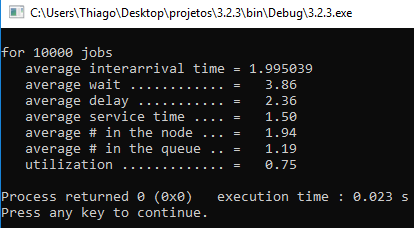 C:\Users\Thiago\Desktop\projetos\3.2.3\bin\Debug\3.2.3.exe
for 10000 jobs
average interarrival time = 1.995039
average wait ............ = 3.86
average delay ........... = 2.36
average service time .... = 1.50
average # in the node ... = 1.94
average # in the queue .. = 1.19
utilization ............. = 0.75
Process returned 0 (0x0) execution time : 0.023 s
Press any key to continue.